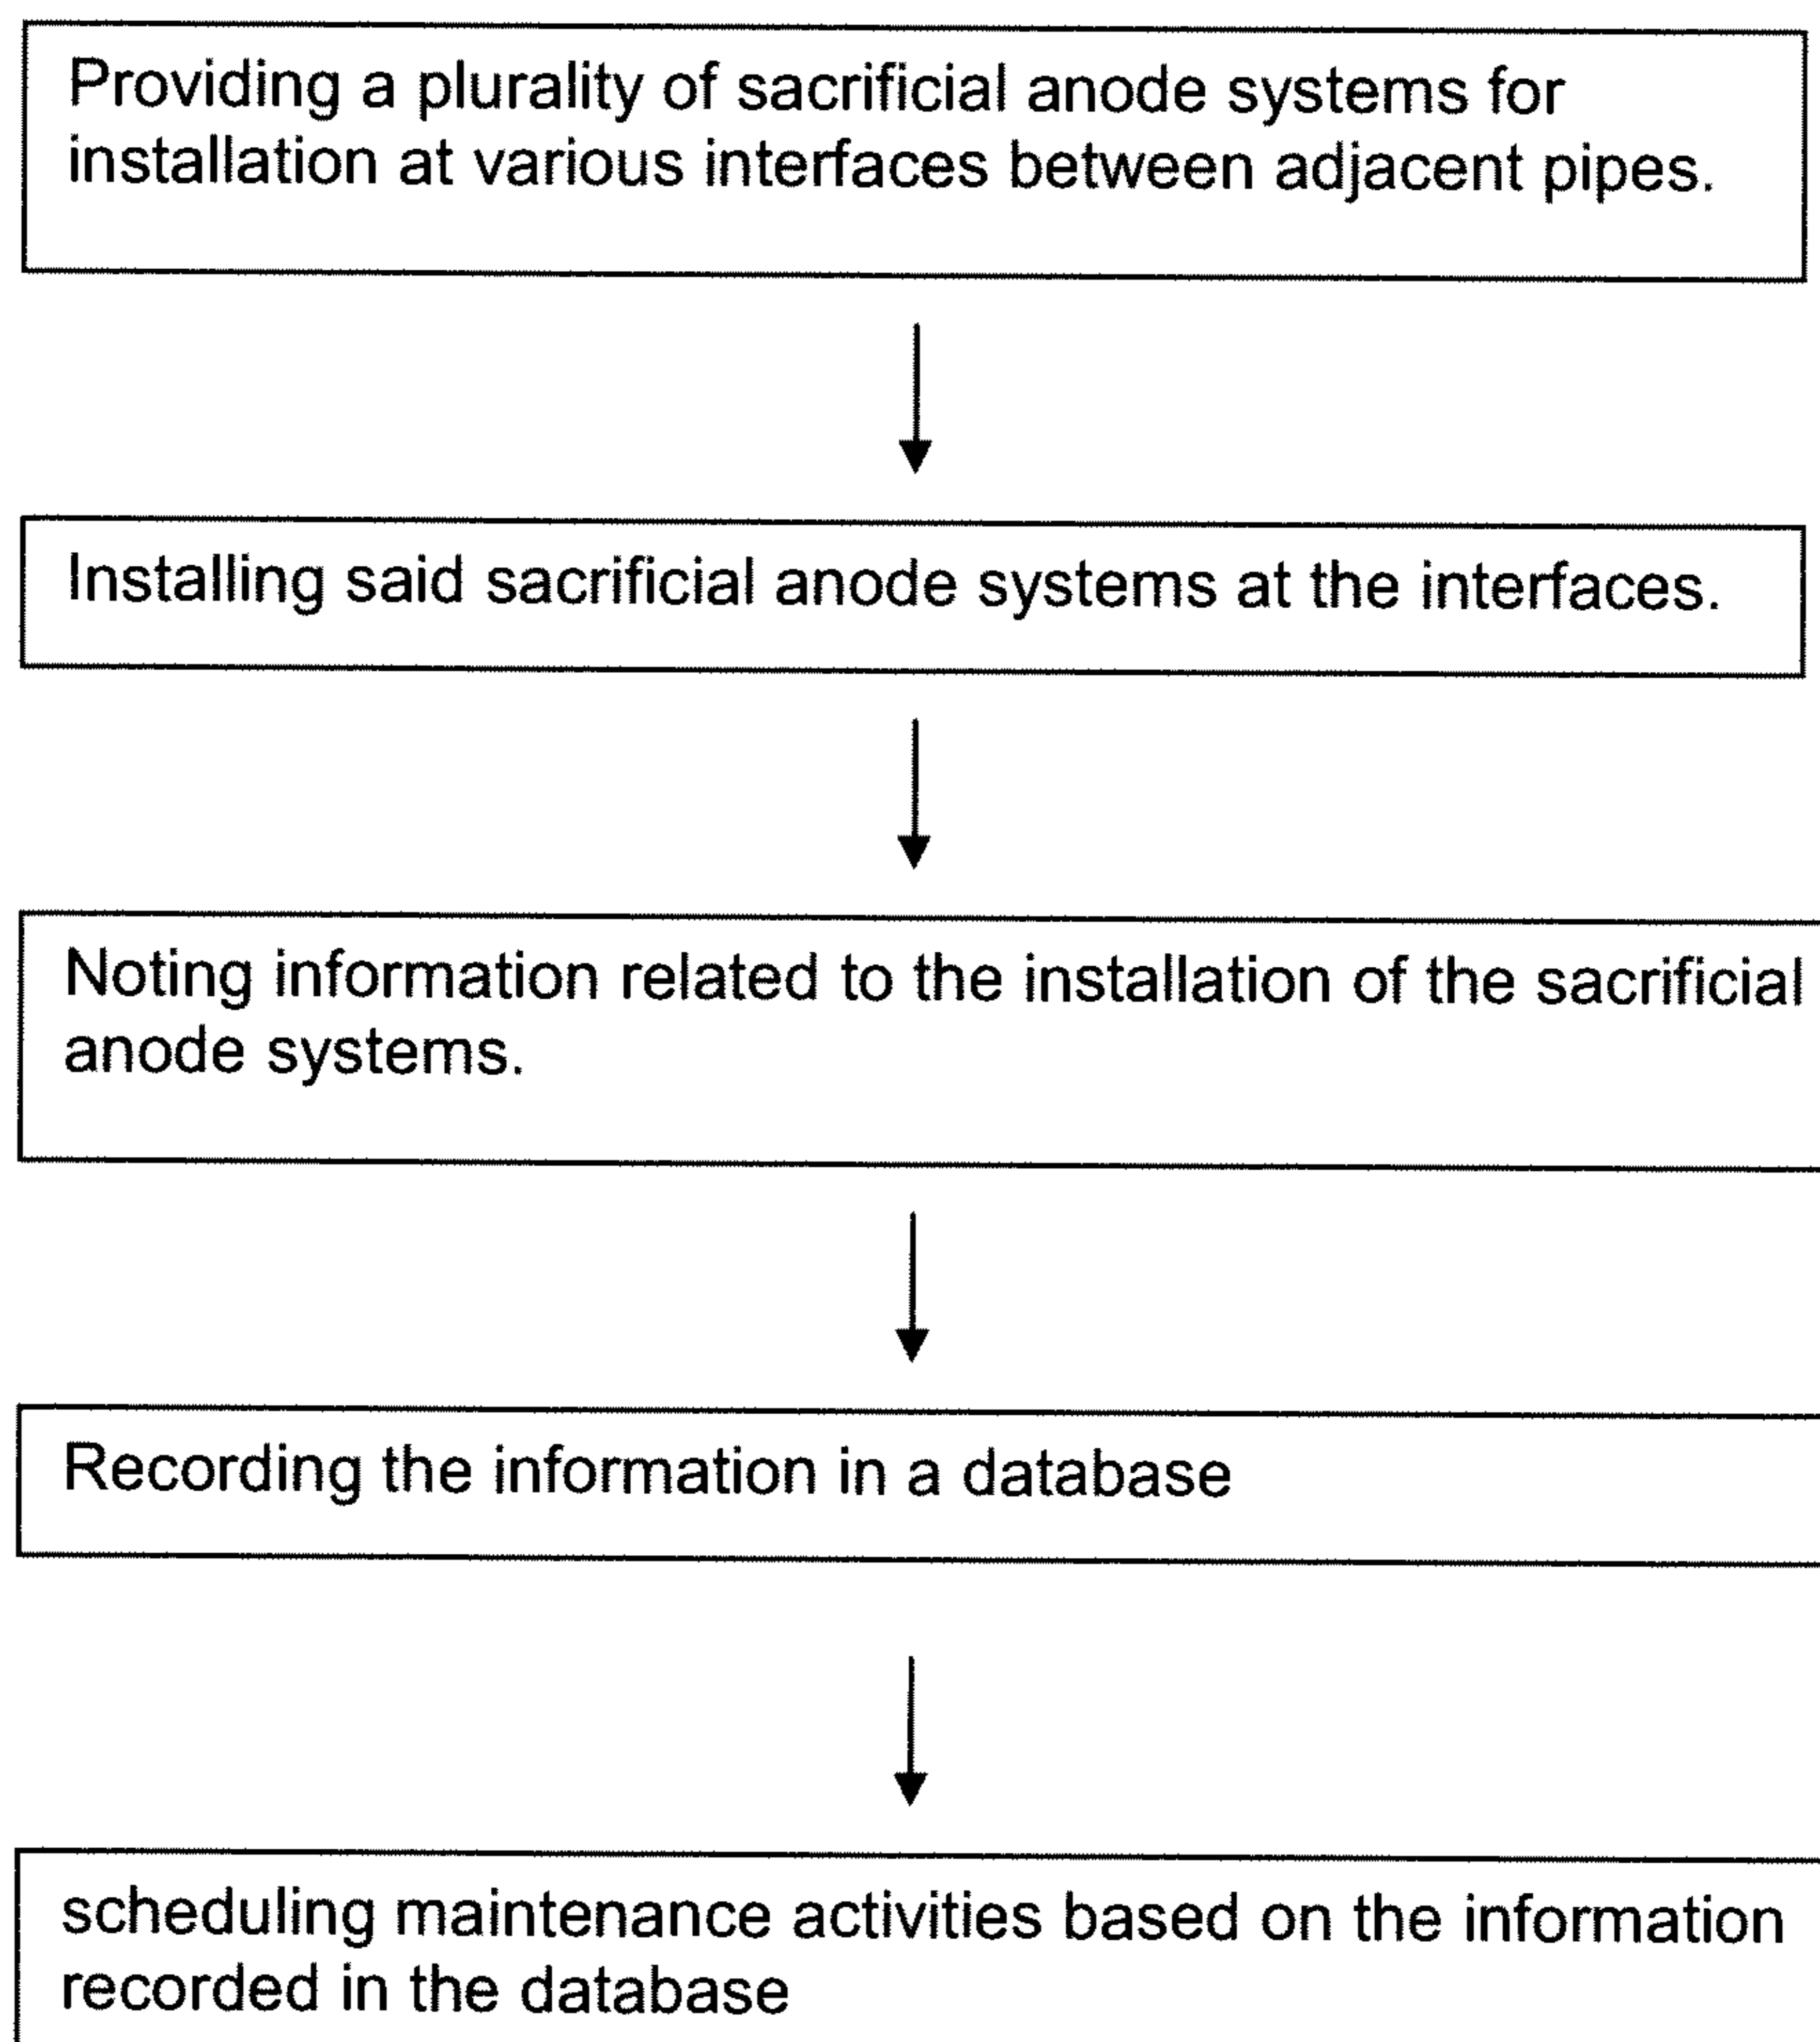 Providing a plurality of sacrificial anode systems for
installation at various interfaces between adjacent pipes.
Installing said sacrificial anode systems at the interfaces.
Noting information related to the installation of the sacrificial
anode systems.
Recording the information in a database
scheduling maintenance activities based on the information
recorded in the database